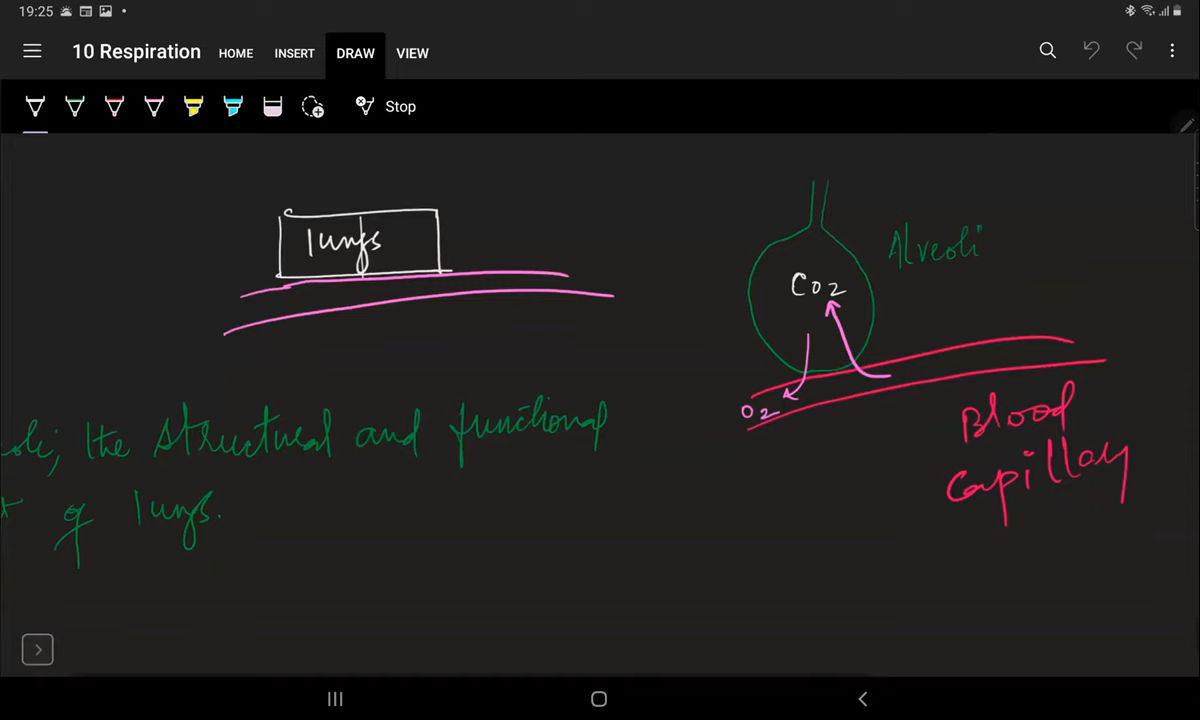 19:25
10 Respiration HOME INSERT DRAW VIEW
Stop
lungs
Alveoli
CO2
O2
Blood
Capillary
oli; the structural and functional
of lungs.